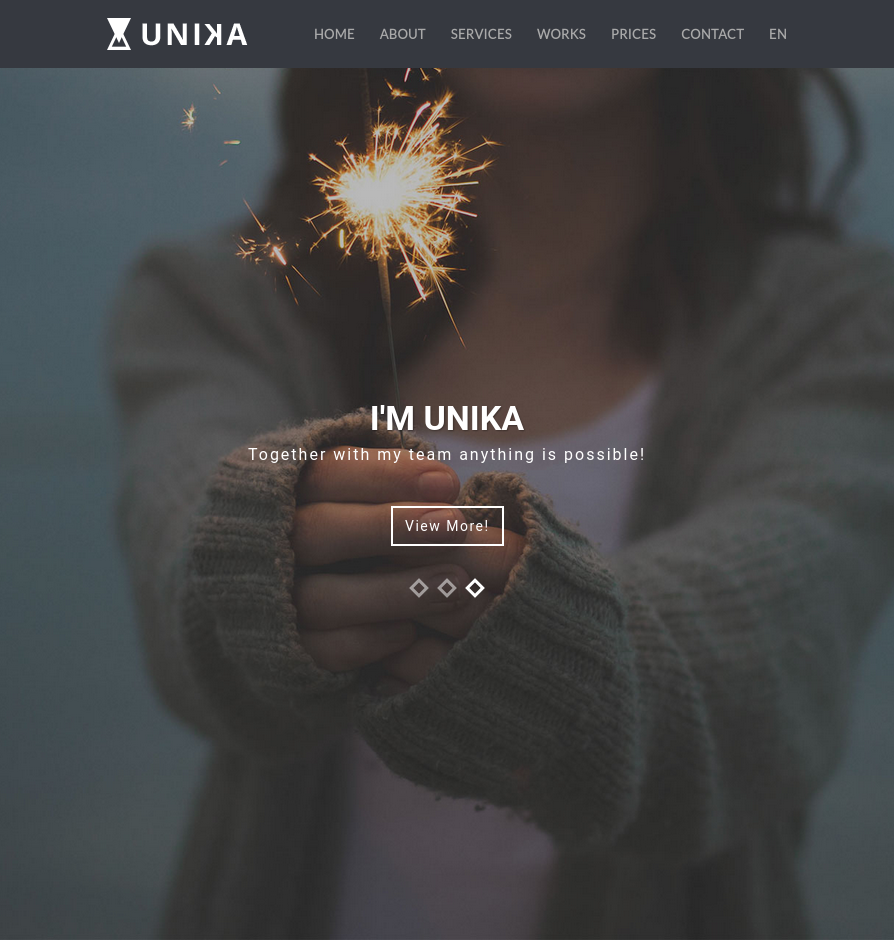 UNIKA
HOME ABOUT SERVICES WORKS PRICES CONTACT EN
I'M UNIKA
Together with my team anything is possible!
View More!